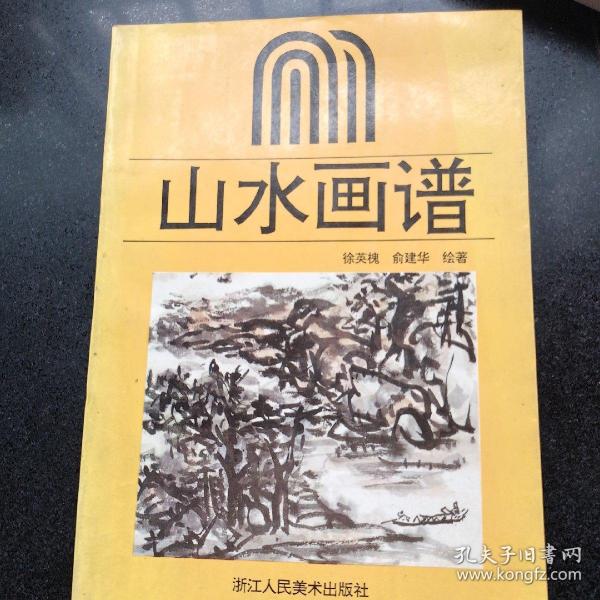 山水画谱
徐英槐 俞建华 绘著
浙江人民美术出版社
孔夫子旧書网
www.kongfz.com